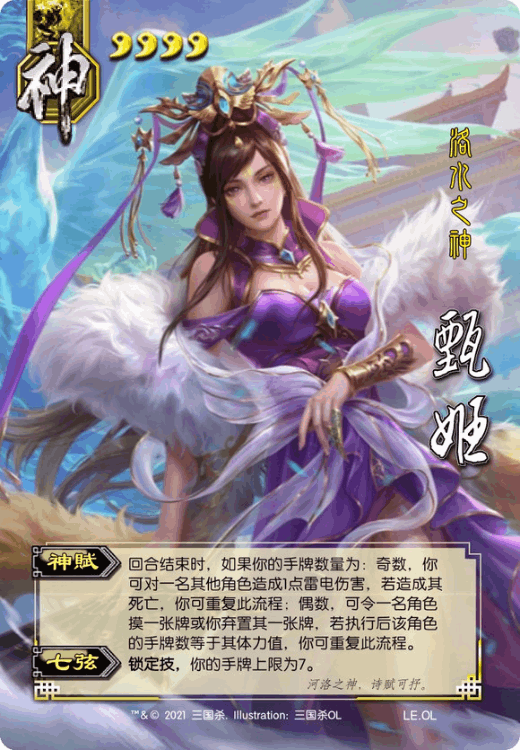 神
洛水之神
甄姬
神賦
回合结束时，如果你的手牌数量为：奇数，你
可对一名其他角色造成1点雷电伤害，若造成其
死亡，你可重复此流程；偶数，可令一名角色
摸一张牌或你弃置其一张牌，若执行后该角色
的手牌数等于其体力值，你可重复此流程。
七弦
锁定技，你的手牌上限为7。
河洛之神，诗赋可抒。
™&© 2021 三国杀. Illustration: 三国杀OL
LE.OL